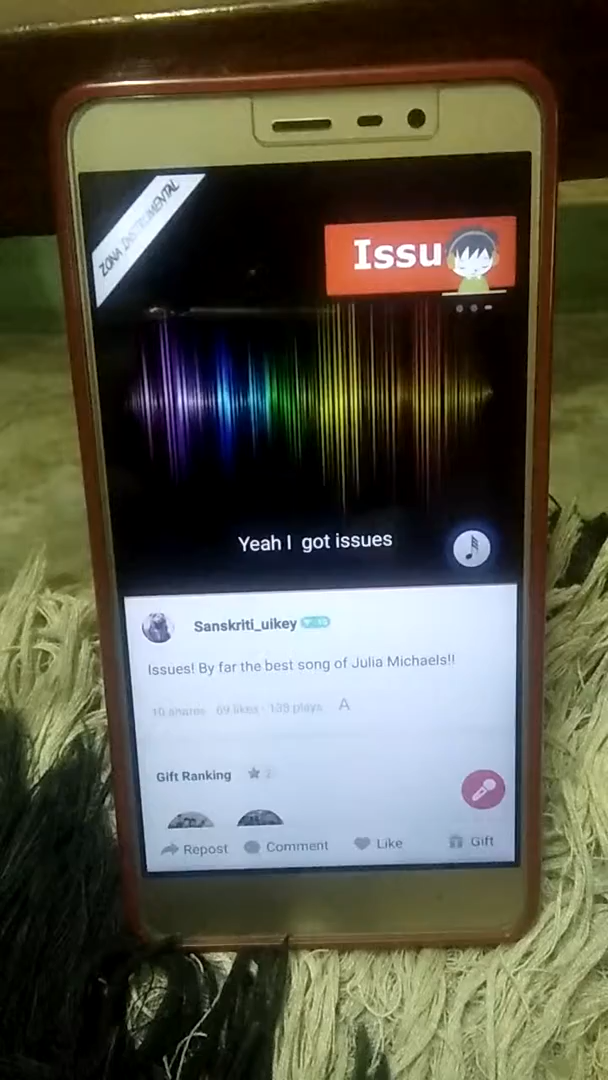 ZONA INSTRUMENTAL
Issu
Yeah I got issues
Sanskriti_uikey
Issues! By far the best song of Julia Michaels!!
10 shares · 69 likes · 138 plays A
Gift Ranking
Repost Comment Like Gift